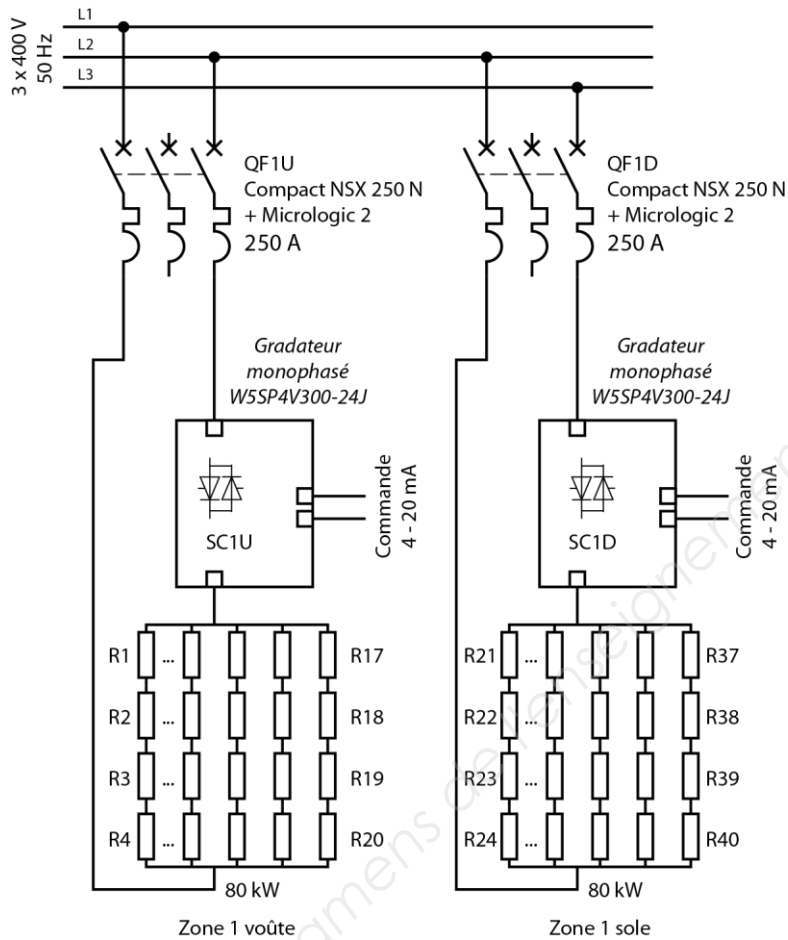 3 x 400 V
50 Hz
L1
L2
L3
QF1U
Compact NSX 250 N
+ Micrologic 2
250 A
QF1D
Compact NSX 250 N
+ Micrologic 2
250 A
Gradateur
monophasé
W5SP4V300-24J
Gradateur
monophasé
W5SP4V300-24J
SC1U
Commande
4 - 20 mA
SC1D
Commande
4 - 20 mA
R1 ... R17
R2 ... R18
R3 ... R19
R4 ... R20
80 kW
Zone 1 voûte
R21 ... R37
R22 ... R38
R23 ... R39
R24 ... R40
80 kW
Zone 1 sole
amens de l'enseignemen